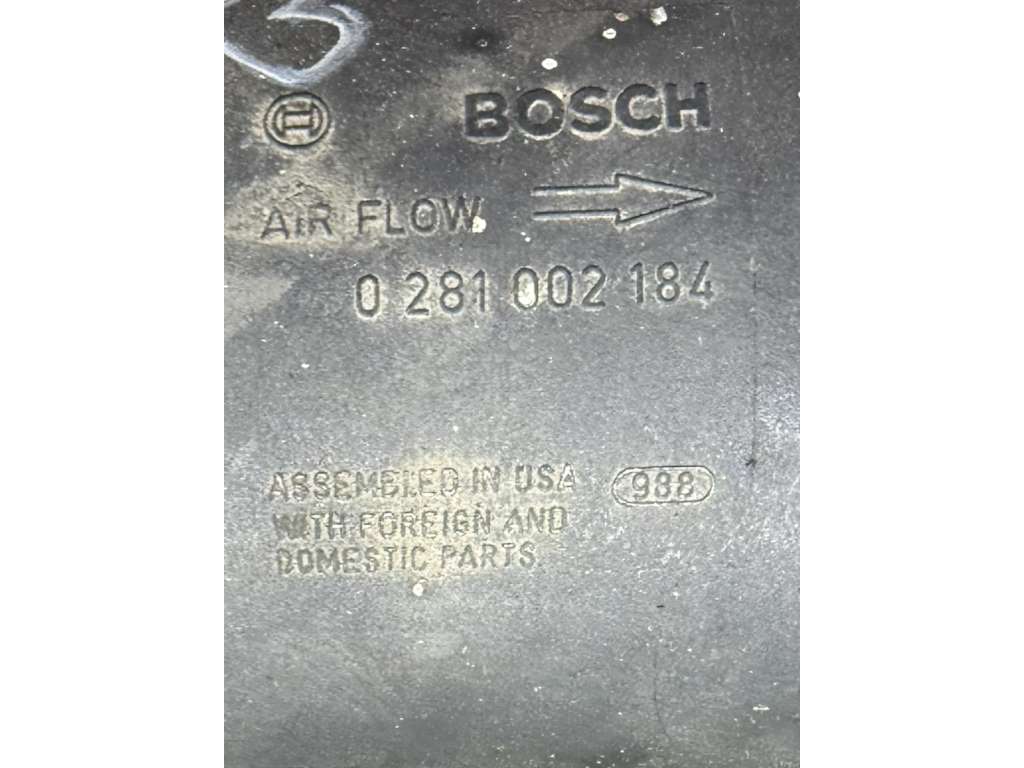 BOSCH
AIR FLOW
0 281 002 184
ASSEMBLED IN USA 988
WITH FOREIGN AND
DOMESTIC PARTS